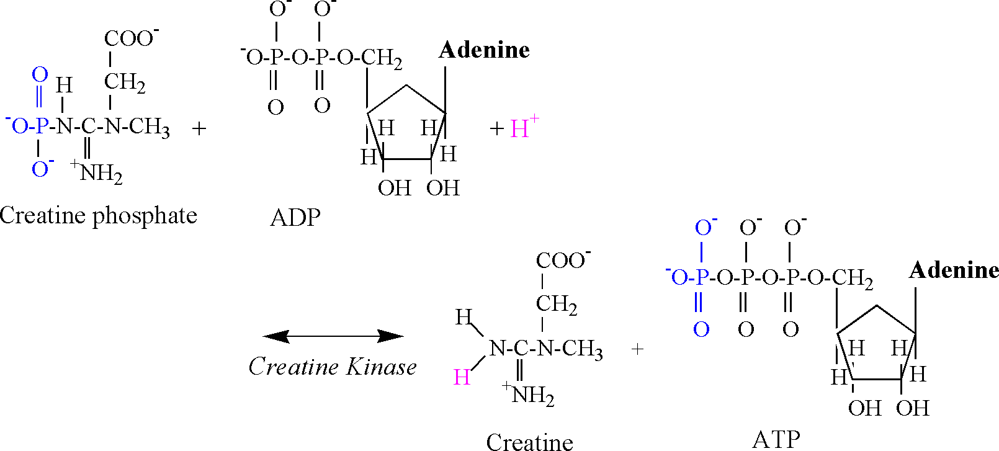 O⁻ O⁻
COO⁻
Adenine
⁻O-P-O-P-O-CH₂
O H CH₂
O O
⁻O-P-N-C-N-CH₃ + H H + H⁺
H H
O⁻ ⁺NH₂
OH OH
Creatine phosphate ADP
O⁻ O⁻ O⁻
COO⁻
⁻O-P-O-P-O-P-O-CH₂ Adenine
CH₂
H O O O
N-C-N-CH₃ + H H
Creatine Kinase H H H
⁺NH₂
OH OH
Creatine ATP